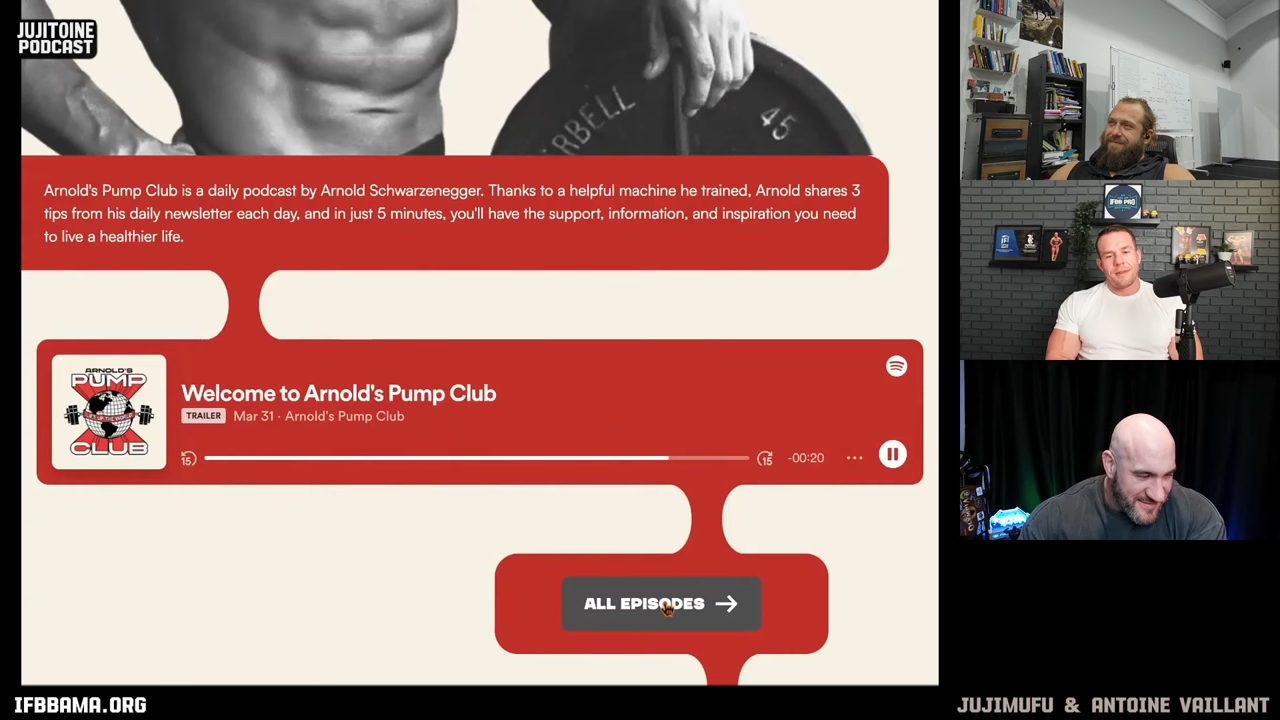 JUJITOINE
PODCAST
RBELL
45
Arnold's Pump Club is a daily podcast by Arnold Schwarzenegger. Thanks to a helpful machine he trained, Arnold shares 3
tips from his daily newsletter each day, and in just 5 minutes, you'll have the support, information, and inspiration you need
to live a healthier life.
ARNOLD'S
PUMP
CLUB
Welcome to Arnold's Pump Club
TRAILER Mar 31 · Arnold's Pump Club
15 15 -00:20
ALL EPISODES →
IFBB PRO
IFBBAMA.ORG
JUJIMUFU & ANTOINE VAILLANT